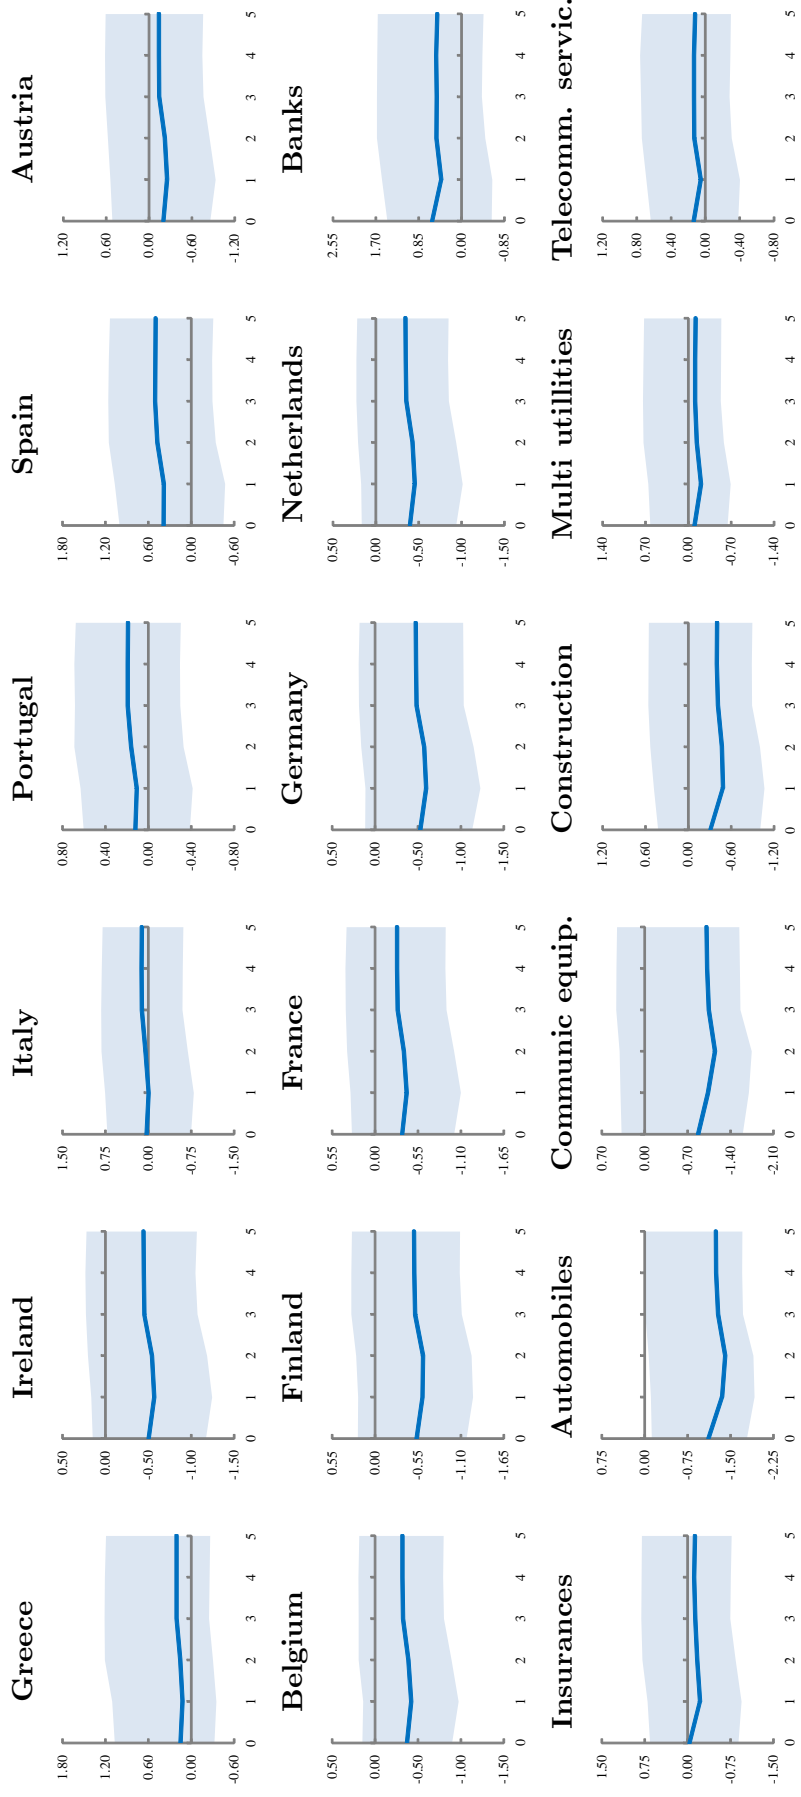 Greece
1.80
1.20
0.60
0.00
-0.60
0 1 2 3 4 5
Ireland
0.50
0.00
-0.50
-1.00
-1.50
0 1 2 3 4 5
Italy
1.50
0.75
0.00
-0.75
-1.50
0 1 2 3 4 5
Portugal
0.80
0.40
0.00
-0.40
-0.80
0 1 2 3 4 5
Spain
1.80
1.20
0.60
0.00
-0.60
0 1 2 3 4 5
Austria
1.20
0.60
0.00
-0.60
-1.20
0 1 2 3 4 5
Belgium
0.50
0.00
-0.50
-1.00
-1.50
0 1 2 3 4 5
Finland
0.55
0.00
-0.55
-1.10
-1.65
0 1 2 3 4 5
France
0.55
0.00
-0.55
-1.10
-1.65
0 1 2 3 4 5
Germany
0.50
0.00
-0.50
-1.00
-1.50
0 1 2 3 4 5
Netherlands
0.50
0.00
-0.50
-1.00
-1.50
0 1 2 3 4 5
Banks
2.55
1.70
0.85
0.00
-0.85
0 1 2 3 4 5
Insurances
1.50
0.75
0.00
-0.75
-1.50
0 1 2 3 4 5
Automobiles
0.75
0.00
-0.75
-1.50
-2.25
0 1 2 3 4 5
Communic equip.
0.70
0.00
-0.70
-1.40
-2.10
0 1 2 3 4 5
Construction
1.20
0.60
0.00
-0.60
-1.20
0 1 2 3 4 5
Multi utillities
1.40
0.70
0.00
-0.70
-1.40
0 1 2 3 4 5
Telecomm. servic.
1.20
0.80
0.40
0.00
-0.40
-0.80
0 1 2 3 4 5